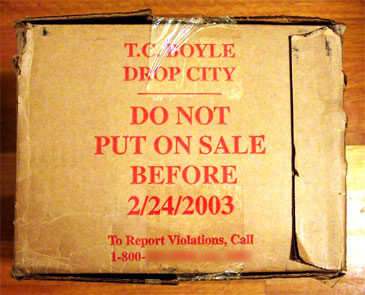 T.C. BOYLE
DROP CITY
DO NOT
PUT ON SALE
BEFORE
2/24/2003
To Report Violations, Call
1-800-